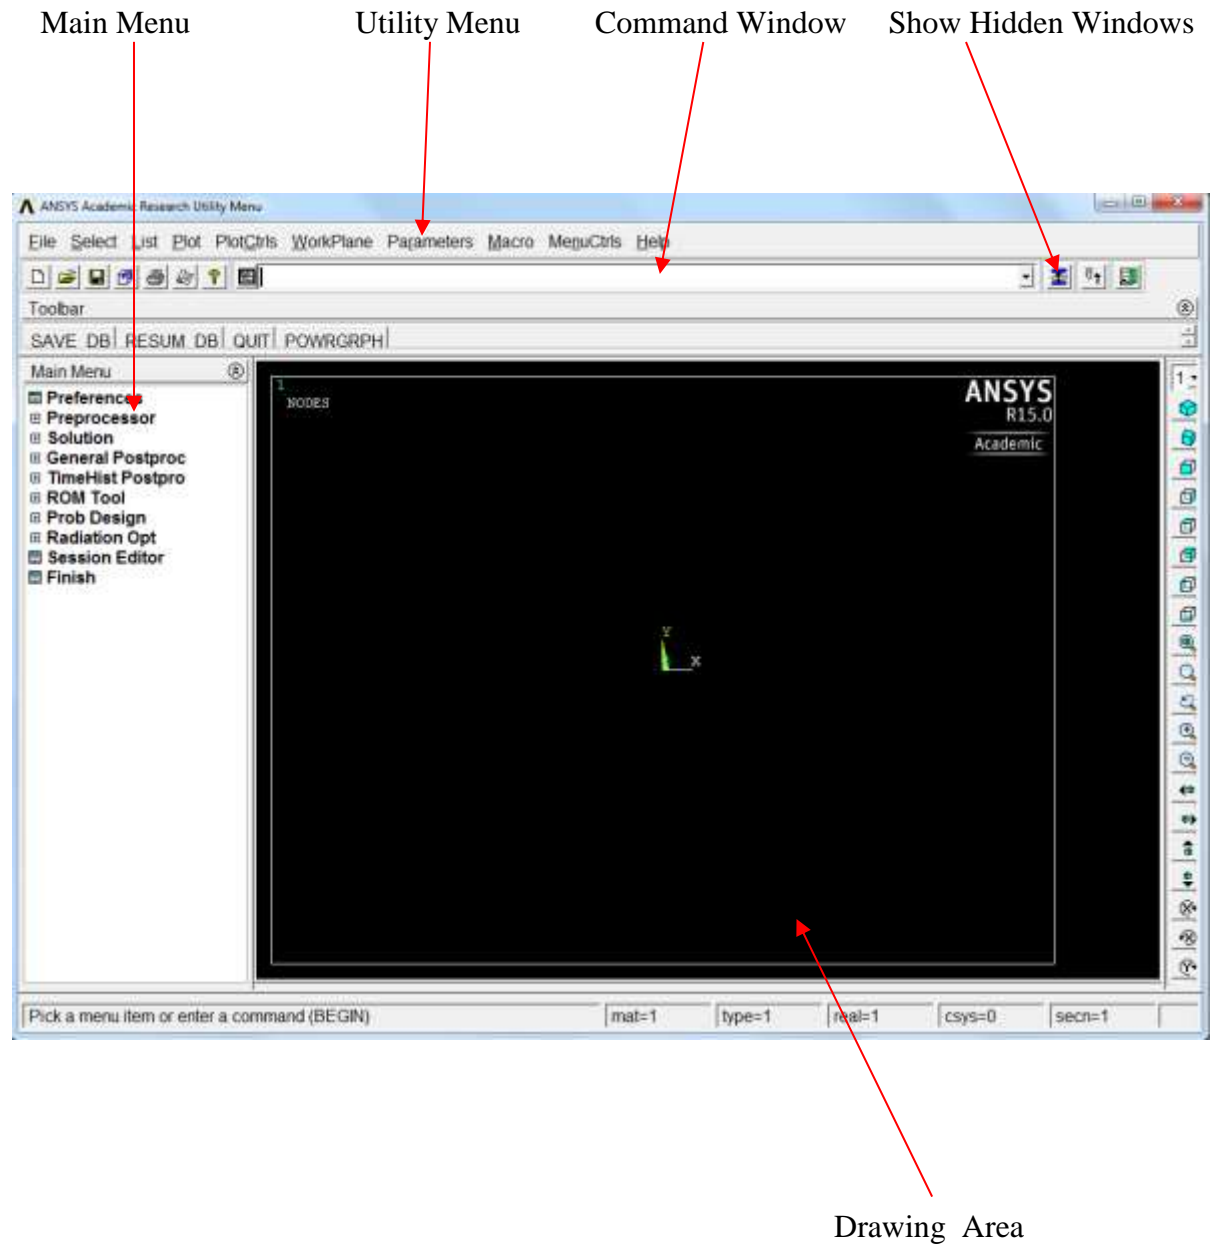 Main Menu Utility Menu Command Window Show Hidden Windows
ANSYS Academic Research Utility Menu
File Select List Plot PlotCtrls WorkPlane Parameters Macro MenuCtrls Help
Toolbar
SAVE_DB RESUM_DB QUIT POWRGRPH
Main Menu
Preferences
Preprocessor
Solution
General Postproc
TimeHist Postpro
ROM Tool
Prob Design
Radiation Opt
Session Editor
Finish
1
NODES
ANSYS
R15.0
Academic
Y
X
1
Pick a menu item or enter a command (BEGIN) mat=1 type=1 real=1 csys=0 secn=1
Drawing Area